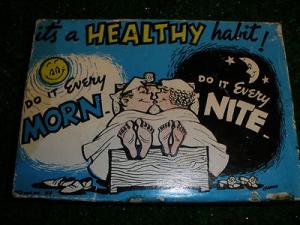 it's a HEALTHY habit!
DO IT Every
MORN-
DO IT Every
NITE-